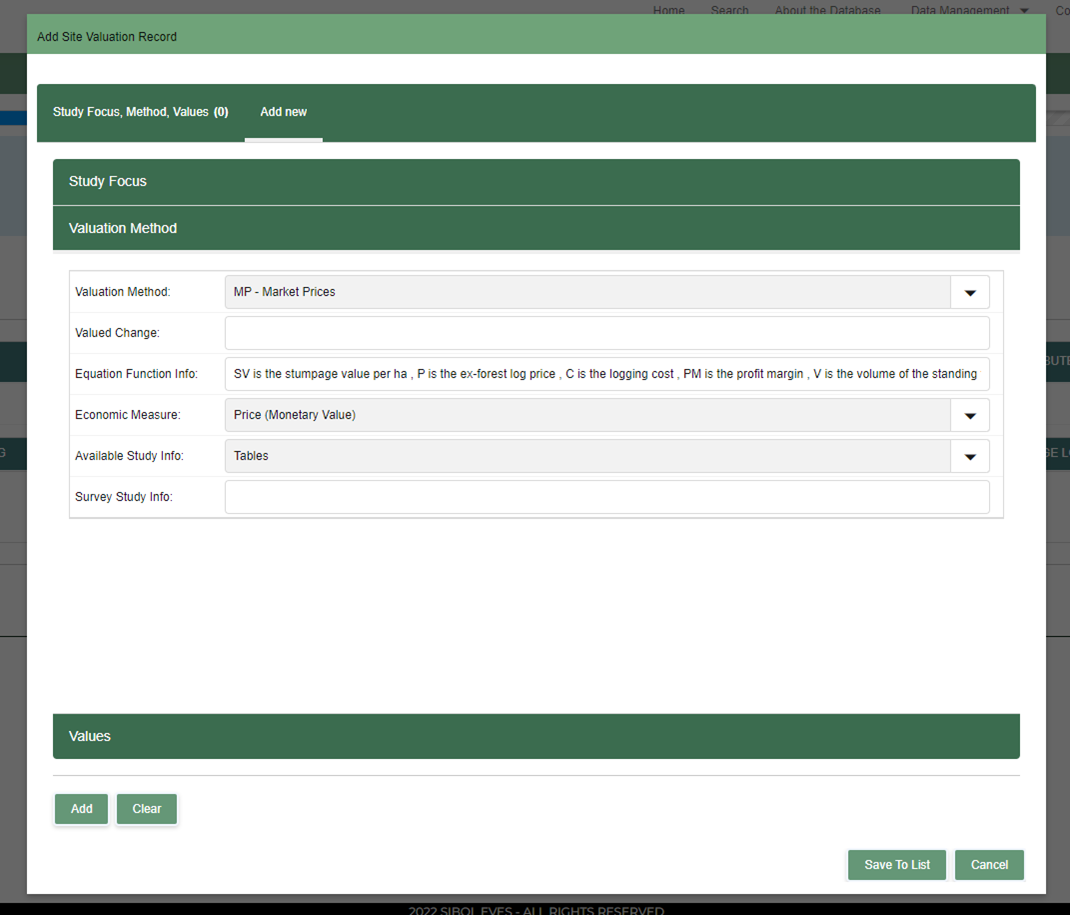 Home Search About the Database Data Management Co
Add Site Valuation Record
Study Focus, Method, Values (0) Add new
Study Focus
Valuation Method
Valuation Method: MP - Market Prices
Valued Change:
BUTE
Equation Function Info: SV is the stumpage value per ha , P is the ex-forest log price , C is the logging cost , PM is the profit margin , V is the volume of the standing
Economic Measure: Price (Monetary Value)
G
Available Study Info: Tables
SE LO
Survey Study Info:
Values
Add Clear
Save To List Cancel
2022 SIBOL EVES - ALL RIGHTS RESERVED